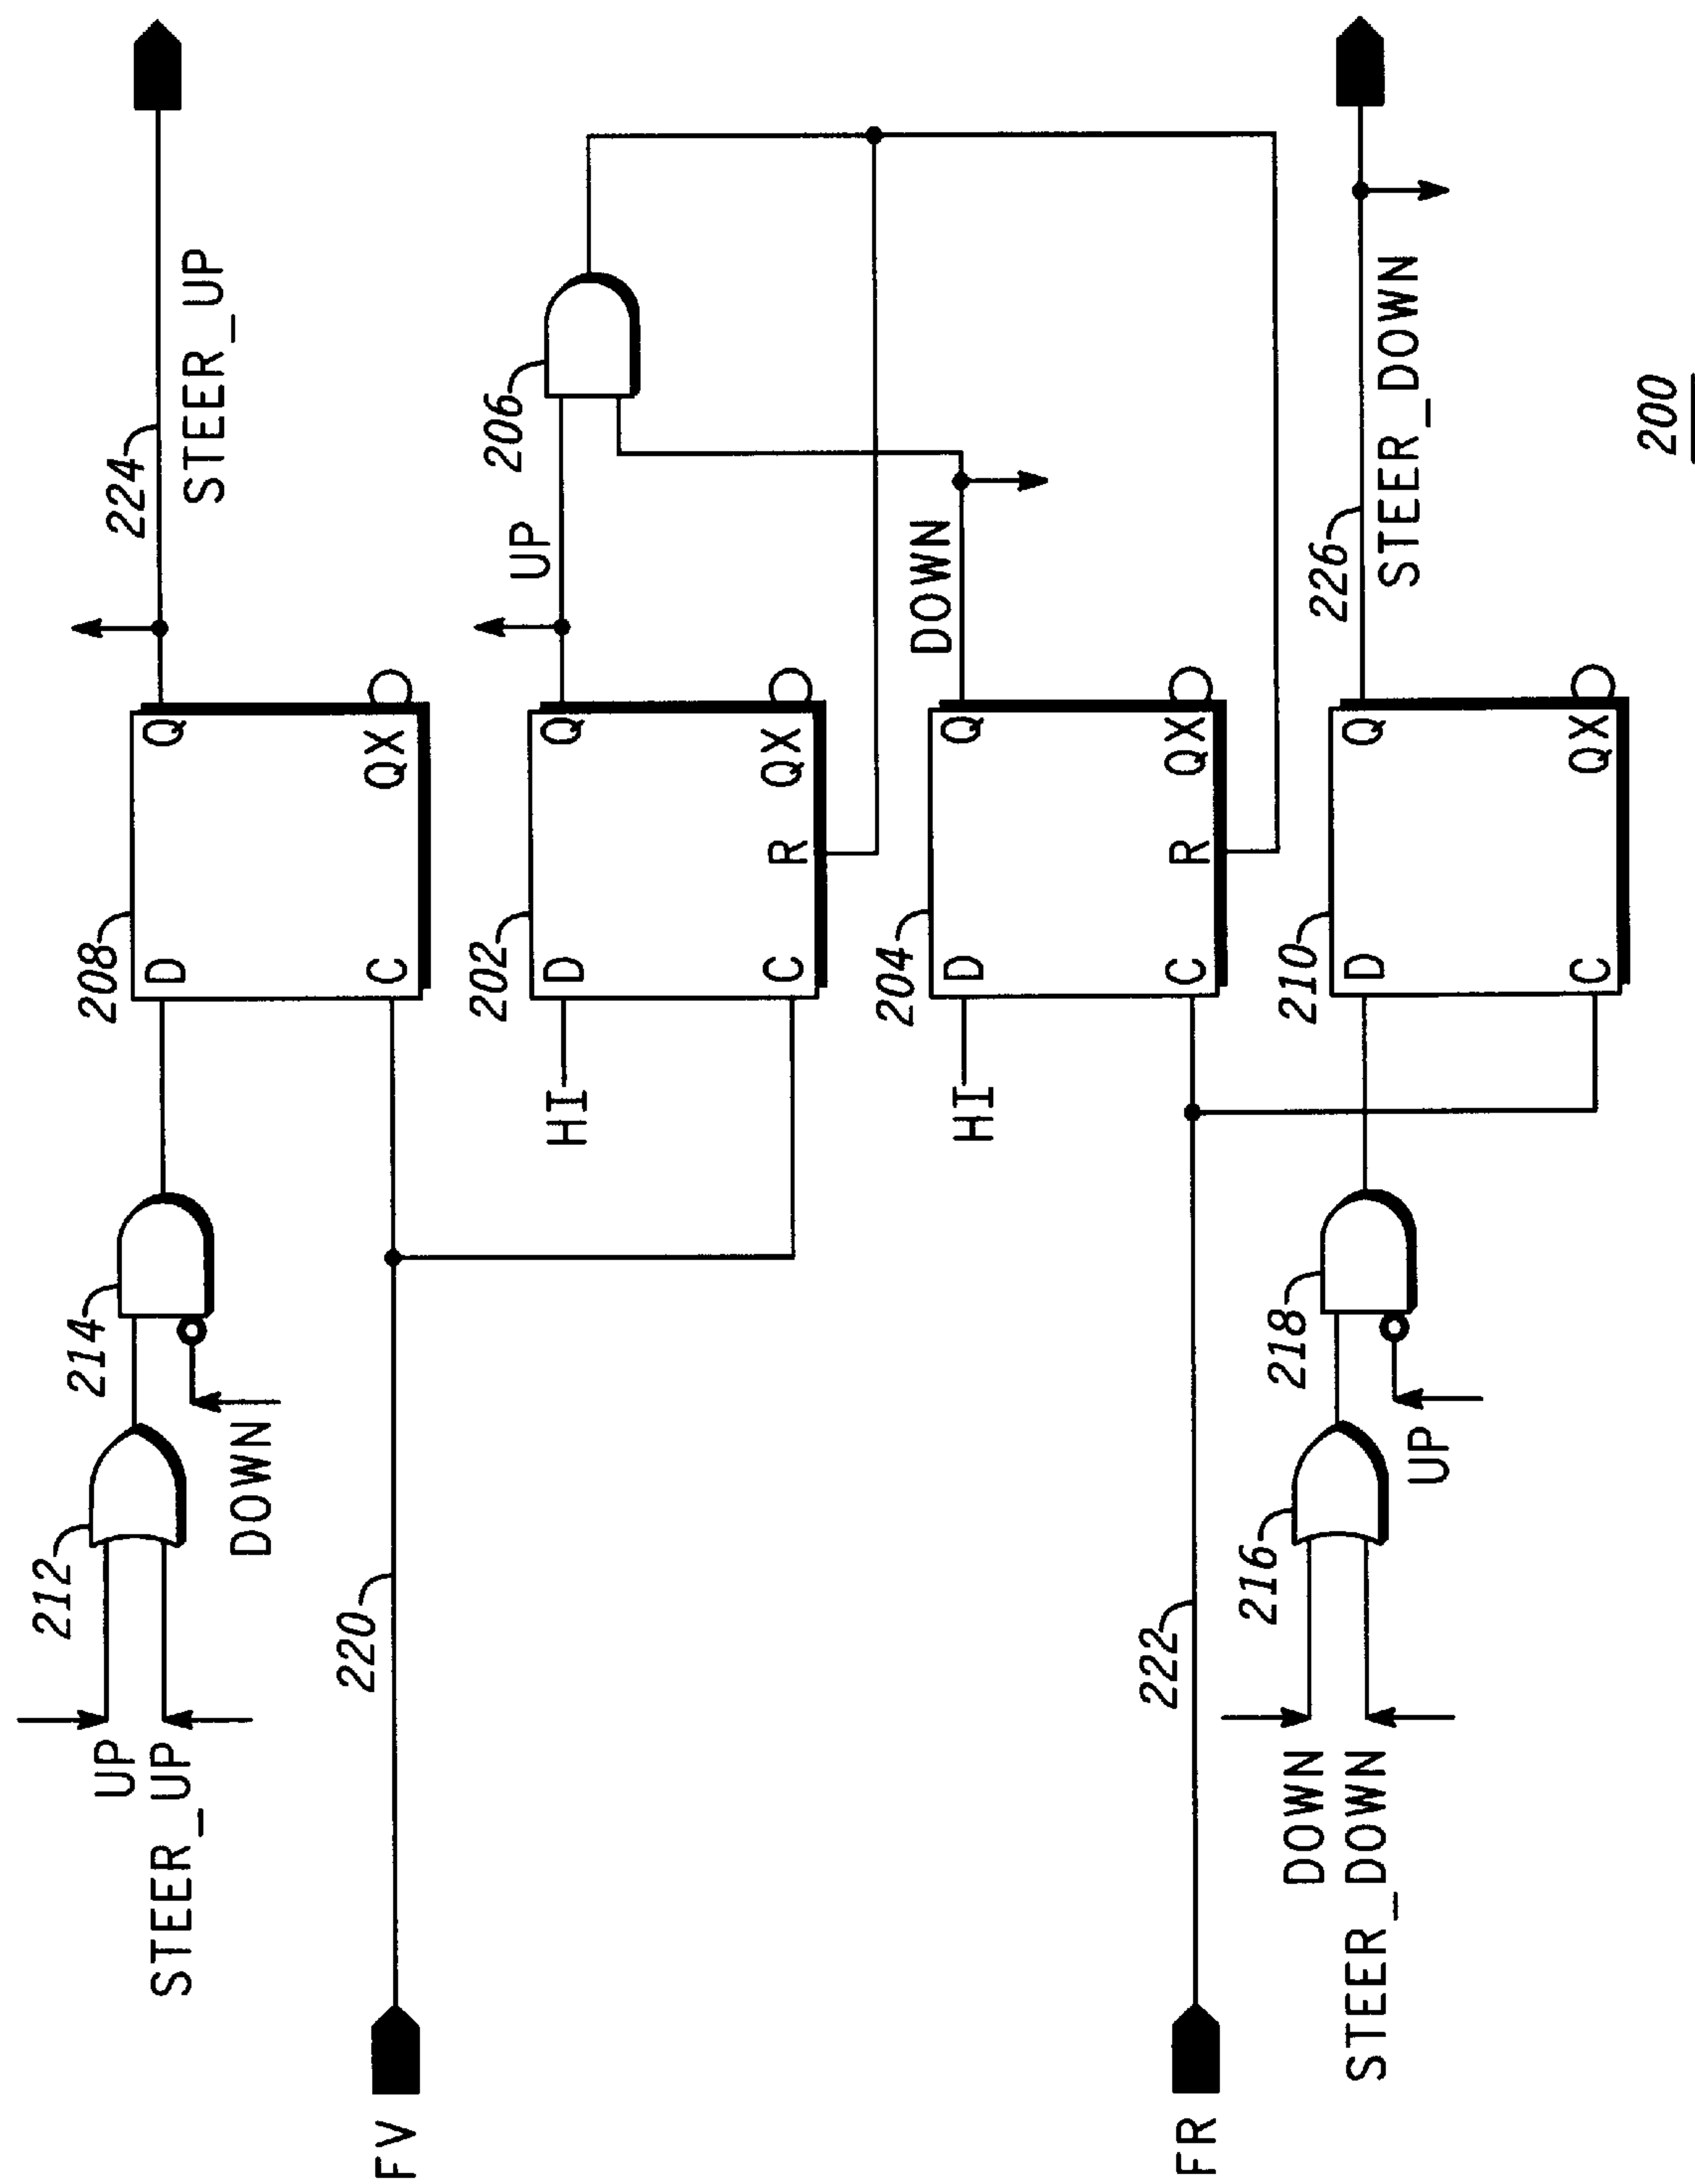 224
STEER_UP
208
D
Q
C
QX
214
212
UP
STEER_UP
DOWN
220
FV
202
D
Q
C
R
QX
HI
UP
206
204
D
Q
C
R
QX
HI
DOWN
222
FR
210
D
Q
C
QX
218
216
DOWN
STEER_DOWN
UP
226
STEER_DOWN
200